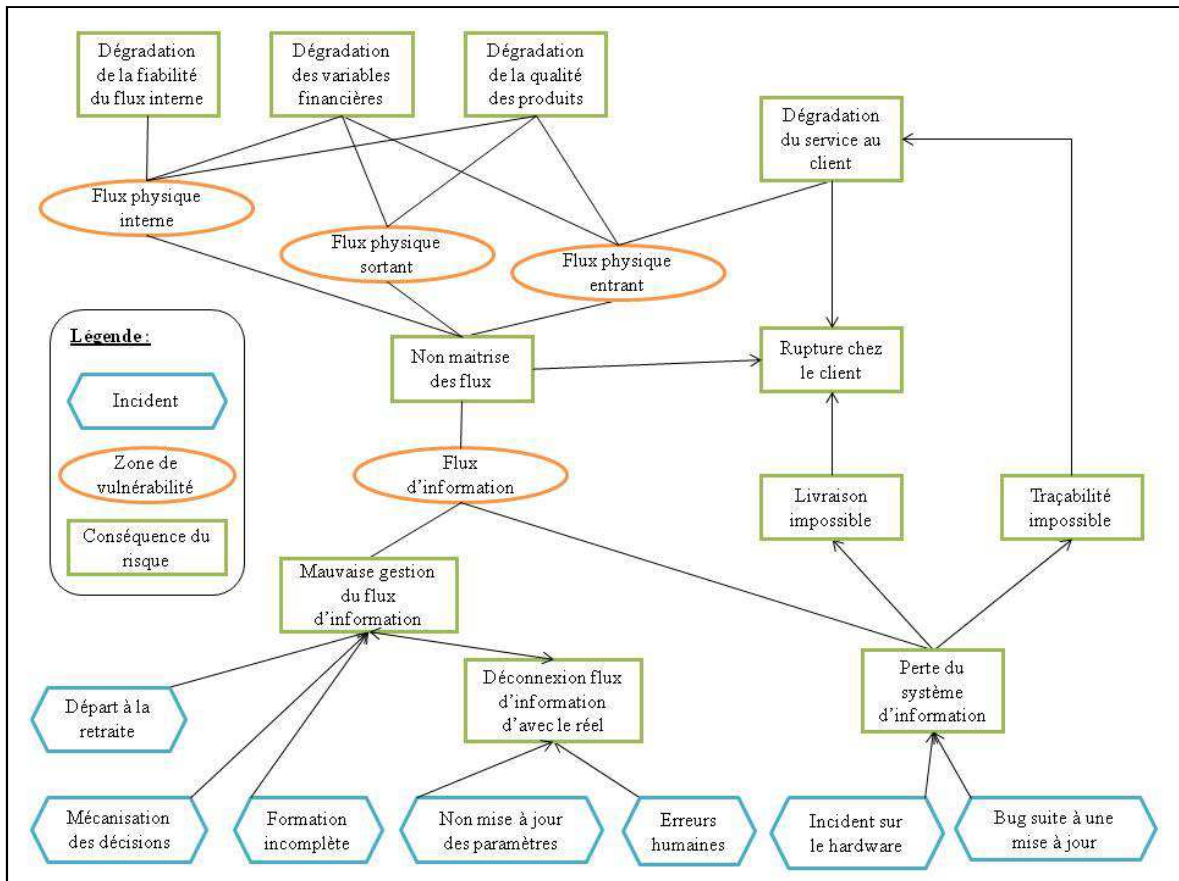 Dégradation
de la fiabilité
du flux interne
Dégradation
des variables
financières
Dégradation
de la qualité
des produits
Dégradation
du service au
client
Flux physique
interne
Flux physique
sortant
Flux physique
entrant
Légende :
Incident
Zone de
vulnérabilité
Conséquence du
risque
Non maitrise
des flux
Rupture chez
le client
Flux
d'information
Livraison
impossible
Traçabilité
impossible
Mauvaise gestion
du flux
d'information
Déconnexion flux
d'information
d'avec le réel
Perte du
système
d'information
Départ à la
retraite
Mécanisation
des décisions
Formation
incomplète
Non mise à jour
des paramètres
Erreurs
humaines
Incident sur
le hardware
Bug suite à une
mise à jour